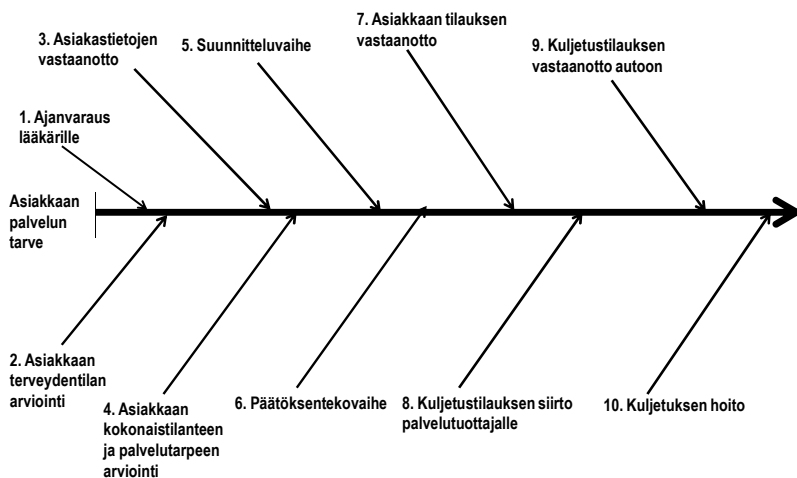 3. Asiakastietojen
vastaanotto
5. Suunnitteluvaihe
7. Asiakkaan tilauksen
vastaanotto
9. Kuljetustilauksen
vastaanotto autoon
1. Ajanvaraus
lääkärille
Asiakkaan
palvelun
tarve
2. Asiakkaan
terveydentilan
arviointi
4. Asiakkaan
kokonaistilanteen
ja palvelutarpeen
arviointi
6. Päätöksentekovaihe
8. Kuljetustilauksen siirto
palvelutuottajalle
10. Kuljetuksen hoito